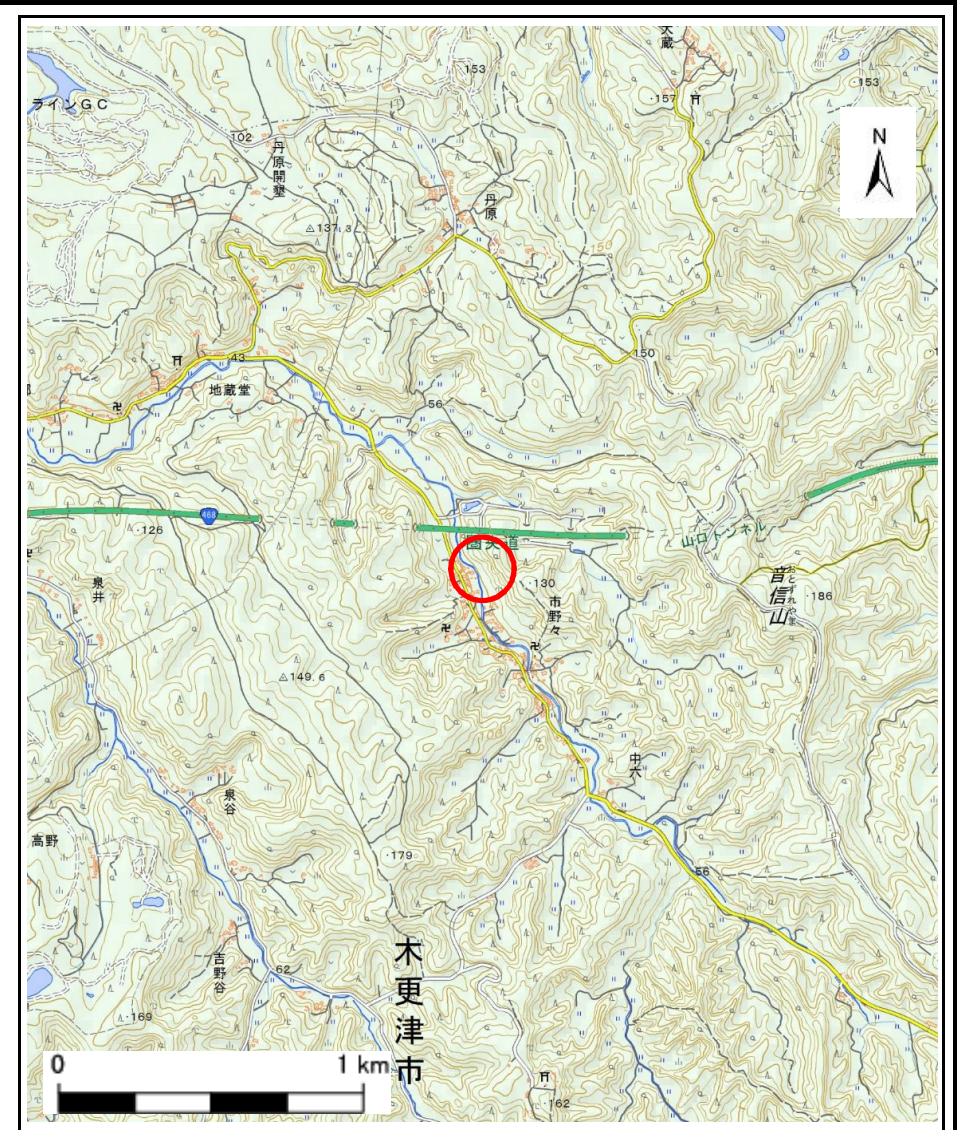 大蔵
153
153
157
ラインGC
102
丹原開墾
丹原
137.3
150
150
43
地蔵堂
56
468
圏央道
山口トンネル
126
泉井
130
市野々
音信山
おとずれやま
186
149.6
中六
泉谷
高野
179
56
木更津市
吉野谷
62
169
162
N
0
1 km